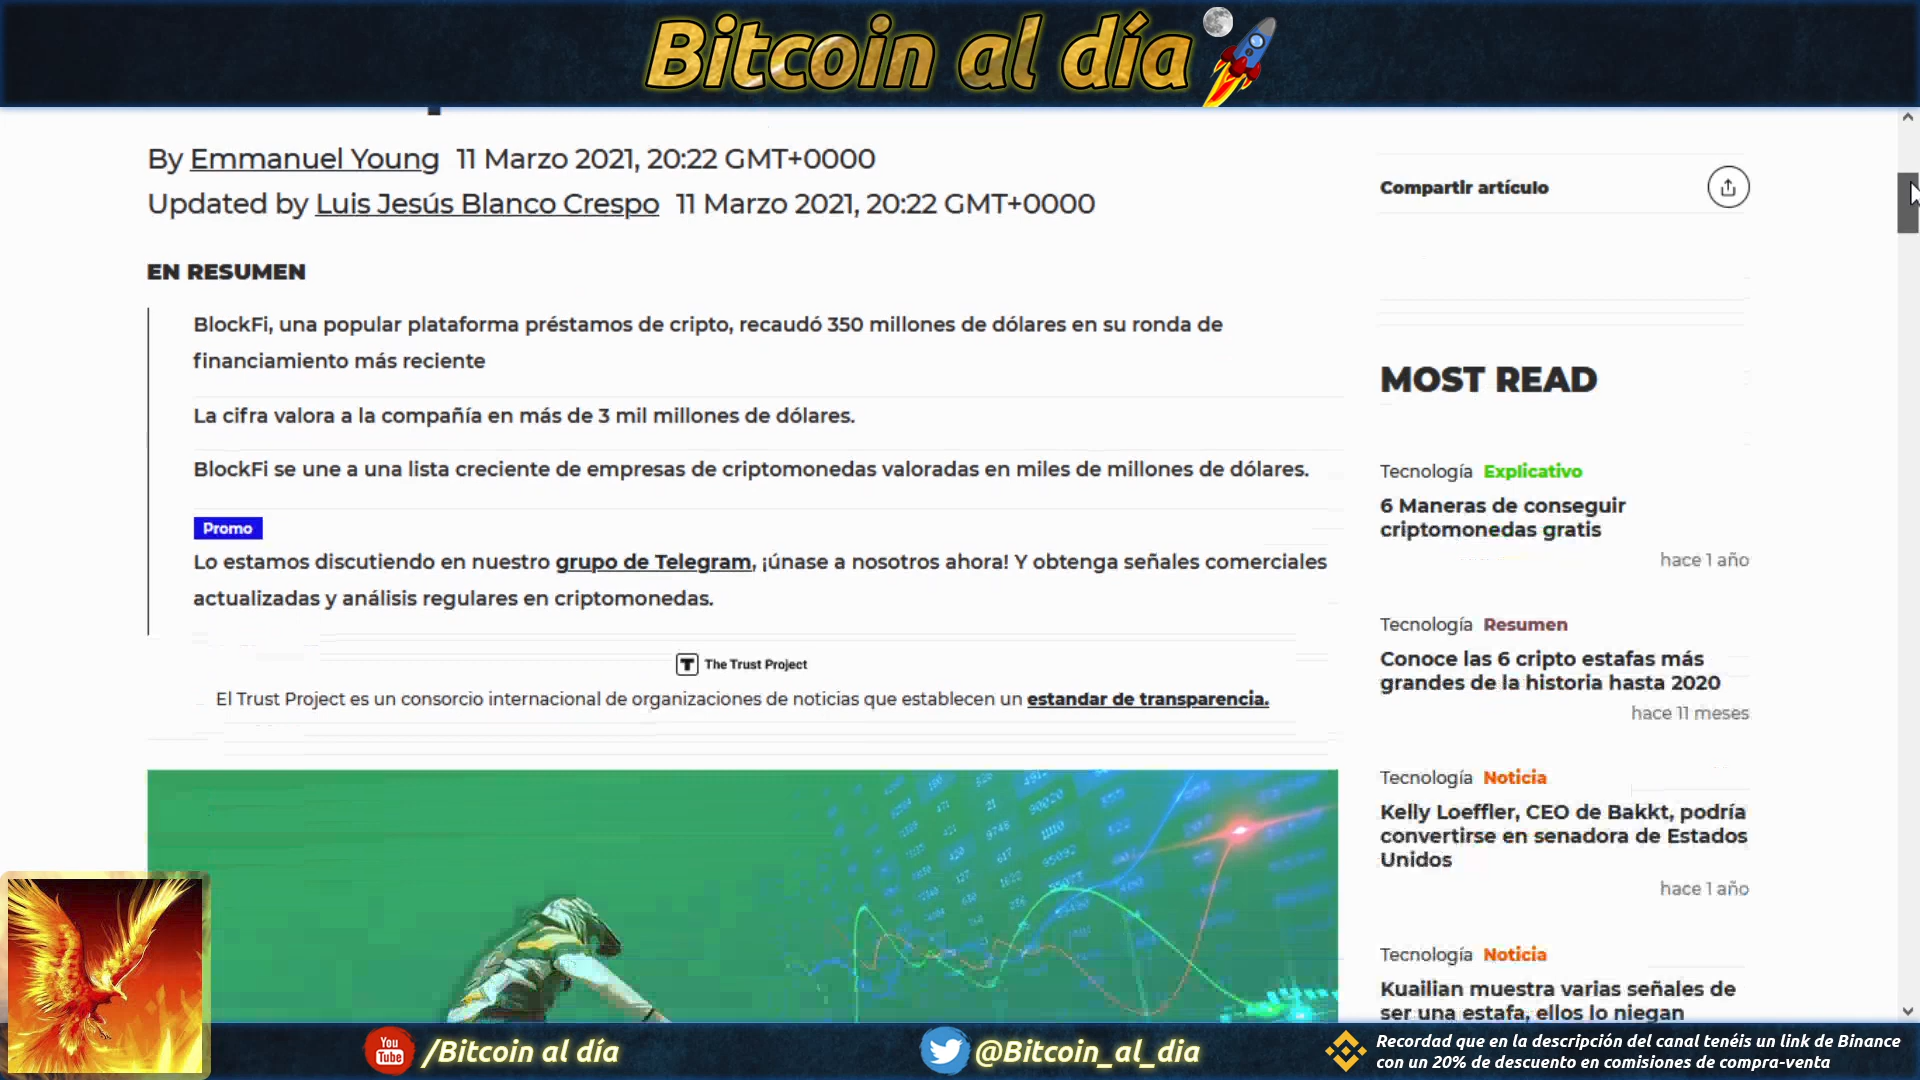 Bitcoin al día
By Emmanuel Young 11 Marzo 2021, 20:22 GMT+0000
Updated by Luis Jesús Blanco Crespo 11 Marzo 2021, 20:22 GMT+0000
EN RESUMEN
BlockFi, una popular plataforma préstamos de cripto, recaudó 350 millones de dólares en su ronda de
financiamiento más reciente
La cifra valora a la compañía en más de 3 mil millones de dólares.
BlockFi se une a una lista creciente de empresas de criptomonedas valoradas en miles de millones de dólares.
Promo
Lo estamos discutiendo en nuestro grupo de Telegram, ¡únase a nosotros ahora! Y obtenga señales comerciales
actualizadas y análisis regulares en criptomonedas.
T The Trust Project
El Trust Project es un consorcio internacional de organizaciones de noticias que establecen un estandar de transparencia.
Compartir artículo
MOST READ
Tecnología Explicativo
6 Maneras de conseguir
criptomonedas gratis
hace 1 año
Tecnología Resumen
Conoce las 6 cripto estafas más
grandes de la historia hasta 2020
hace 11 meses
Tecnología Noticia
Kelly Loeffler, CEO de Bakkt, podría
convertirse en senadora de Estados
Unidos
hace 1 año
Tecnología Noticia
Kuailian muestra varias señales de
ser una estafa, ellos lo niegan
You Tube /Bitcoin al día
@Bitcoin_al_dia
Recordad que en la descripción del canal tenéis un link de Binance
con un 20% de descuento en comisiones de compra-venta